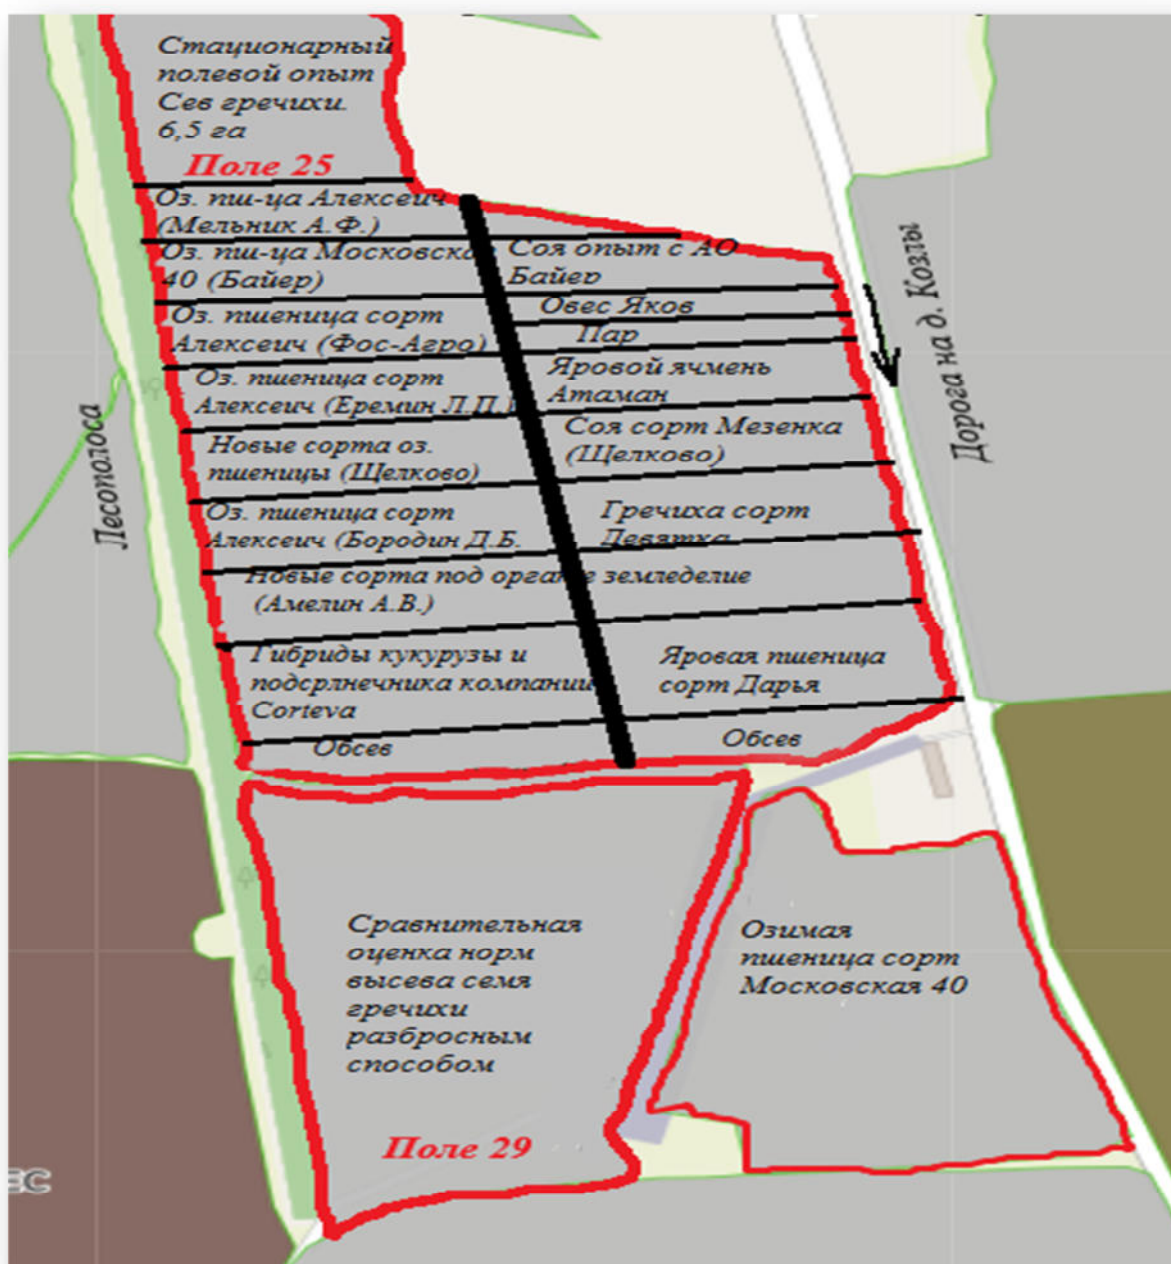 Стационарный
полевой опыт
Сев гречихи.
6,5 га
Поле 25
Оз. пш-ца Алексеич
(Мельник А.Ф.)
Оз. пш-ца Московска
40 (Байер)
Соя опыт с АО
Байер
Оз. пшеница сорт
Алексеич (Фос-Агро)
Овес Яков
Пар
Оз. пшеница сорт
Алексеич (Еремин Л.П.
Яровой ячмень
Атаман
Новые сорта оз.
пшеницы (Щелково)
Соя сорт Мезенка
(Щелково)
Оз. пшеница сорт
Алексеич (Бородин Д.Б.
Гречиха сорт
Девятка
Новые сорта под орган е земледелие
(Амелин А.В.)
Гибриды кукурузы и
подсрлнечника компании
Corteva
Яровая пшеница
сорт Дарья
Обсев
Обсев
Лесополоса
Дорога на д. Козлы
Сравнительная
оценка норм
высева семя
гречихи
разбросным
способом
Поле 29
Озимая
пшеница сорт
Московская 40
ЕС